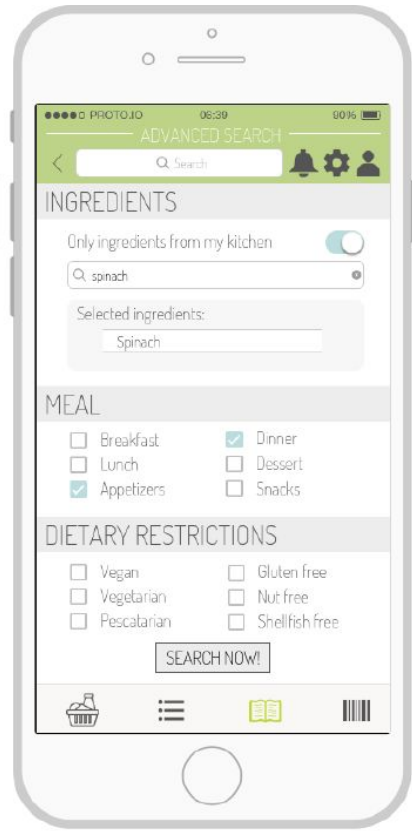 PROTO.IO 06:39 90%
ADVANCED SEARCH
Search
INGREDIENTS
Only ingredients from my kitchen
spinach
Selected ingredients:
Spinach
MEAL
Breakfast Dinner
Lunch Dessert
Appetizers Snacks
DIETARY RESTRICTIONS
Vegan Gluten free
Vegetarian Nut free
Pescatarian Shellfish free
SEARCH NOW!